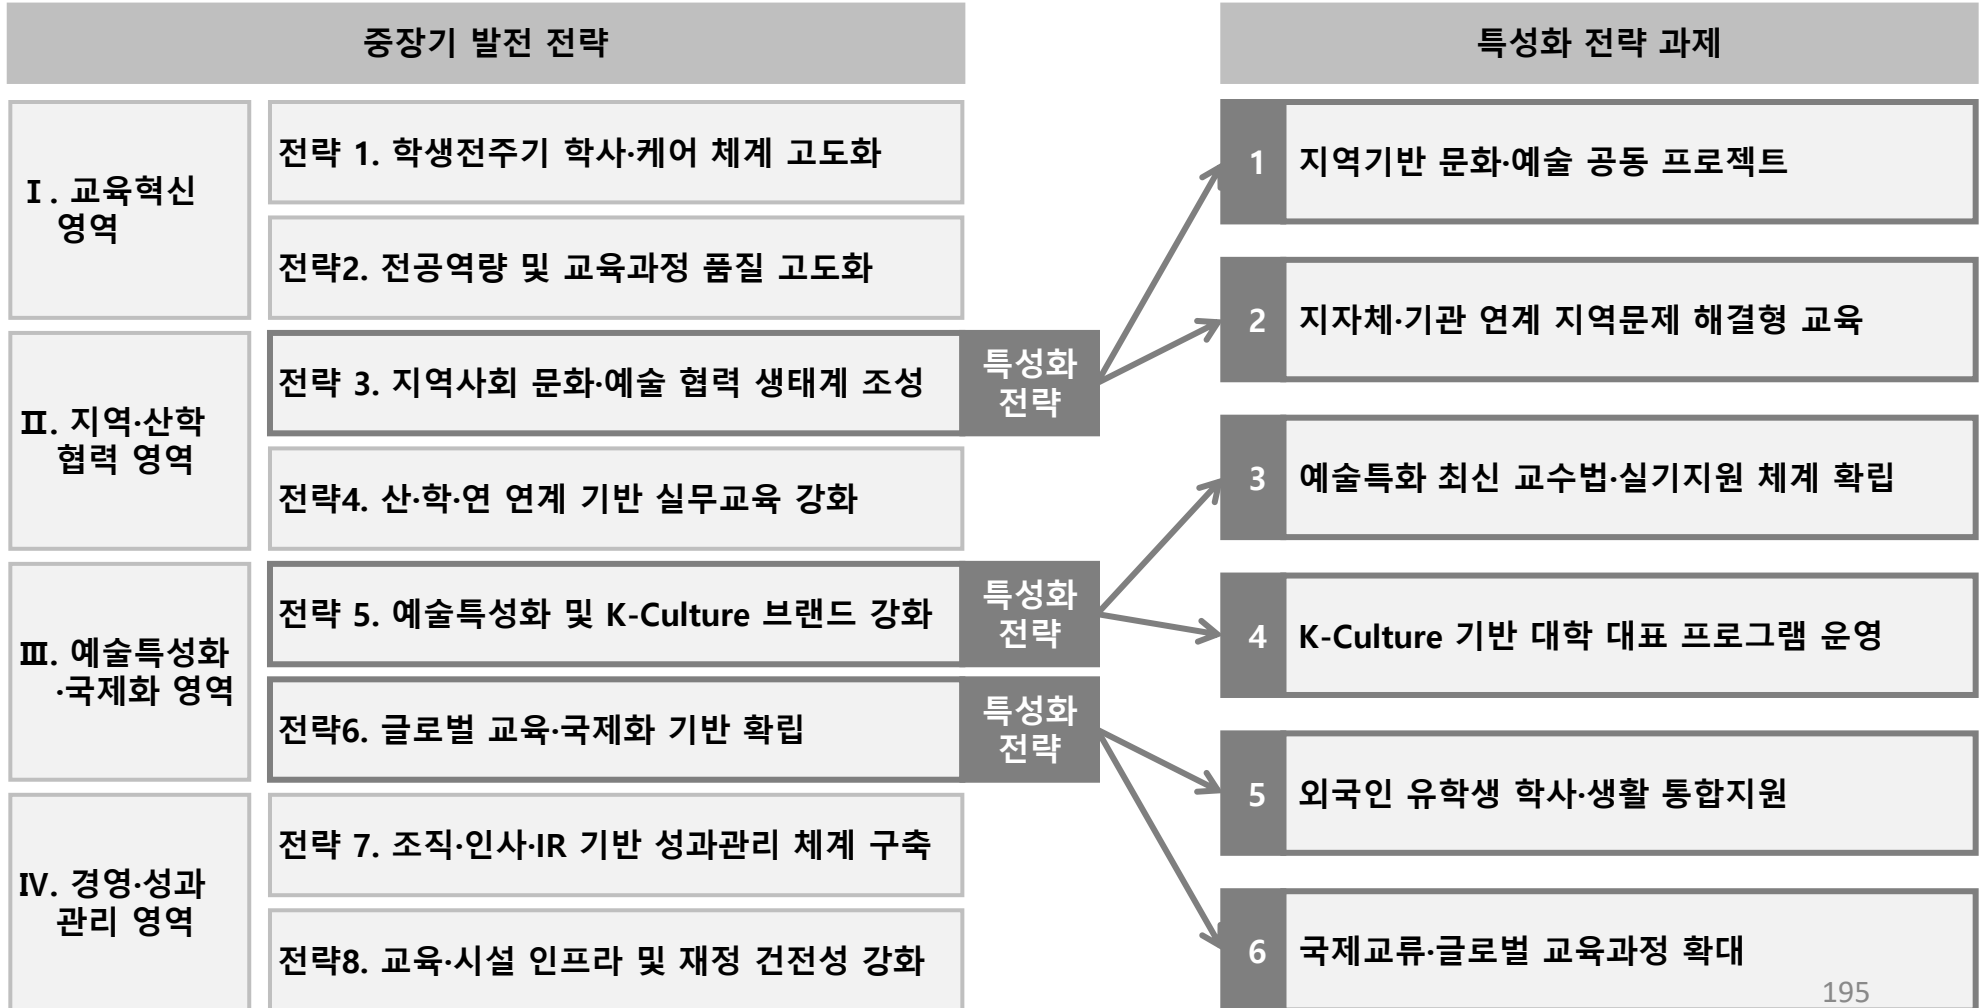 중장기 발전 전략
특성화 전략 과제
Ⅰ. 교육혁신
영역
전략 1. 학생전주기 학사·케어 체계 고도화
전략2. 전공역량 및 교육과정 품질 고도화
Ⅱ. 지역·산학
협력 영역
전략 3. 지역사회 문화·예술 협력 생태계 조성
특성화
전략
전략4. 산·학·연 연계 기반 실무교육 강화
Ⅲ. 예술특성화
·국제화 영역
전략 5. 예술특성화 및 K-Culture 브랜드 강화
특성화
전략
전략6. 글로벌 교육·국제화 기반 확립
특성화
전략
Ⅳ. 경영·성과
관리 영역
전략 7. 조직·인사·IR 기반 성과관리 체계 구축
전략8. 교육·시설 인프라 및 재정 건전성 강화
1 지역기반 문화·예술 공동 프로젝트
2 지자체·기관 연계 지역문제 해결형 교육
3 예술특화 최신 교수법·실기지원 체계 확립
4 K-Culture 기반 대학 대표 프로그램 운영
5 외국인 유학생 학사·생활 통합지원
6 국제교류·글로벌 교육과정 확대
195